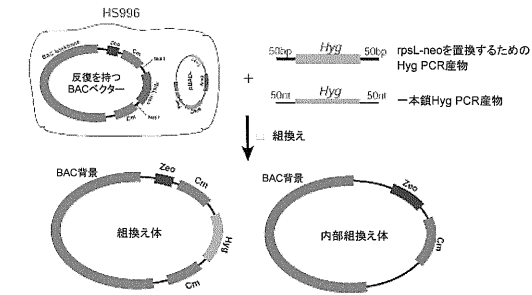 HS996
BAC backbone
Zeo
Cm
反復を持つ
BACベクター
Cm
+
50bp
Hyg
50bp
rpsL-neoを置換するための
Hyg PCR産物
50nt
Hyg
50nt
一本鎖Hyg PCR産物
組換え
BAC背景
Zeo
Cm
組換え体
Hyg
Cm
BAC背景
Zeo
内部組換え体
Cm